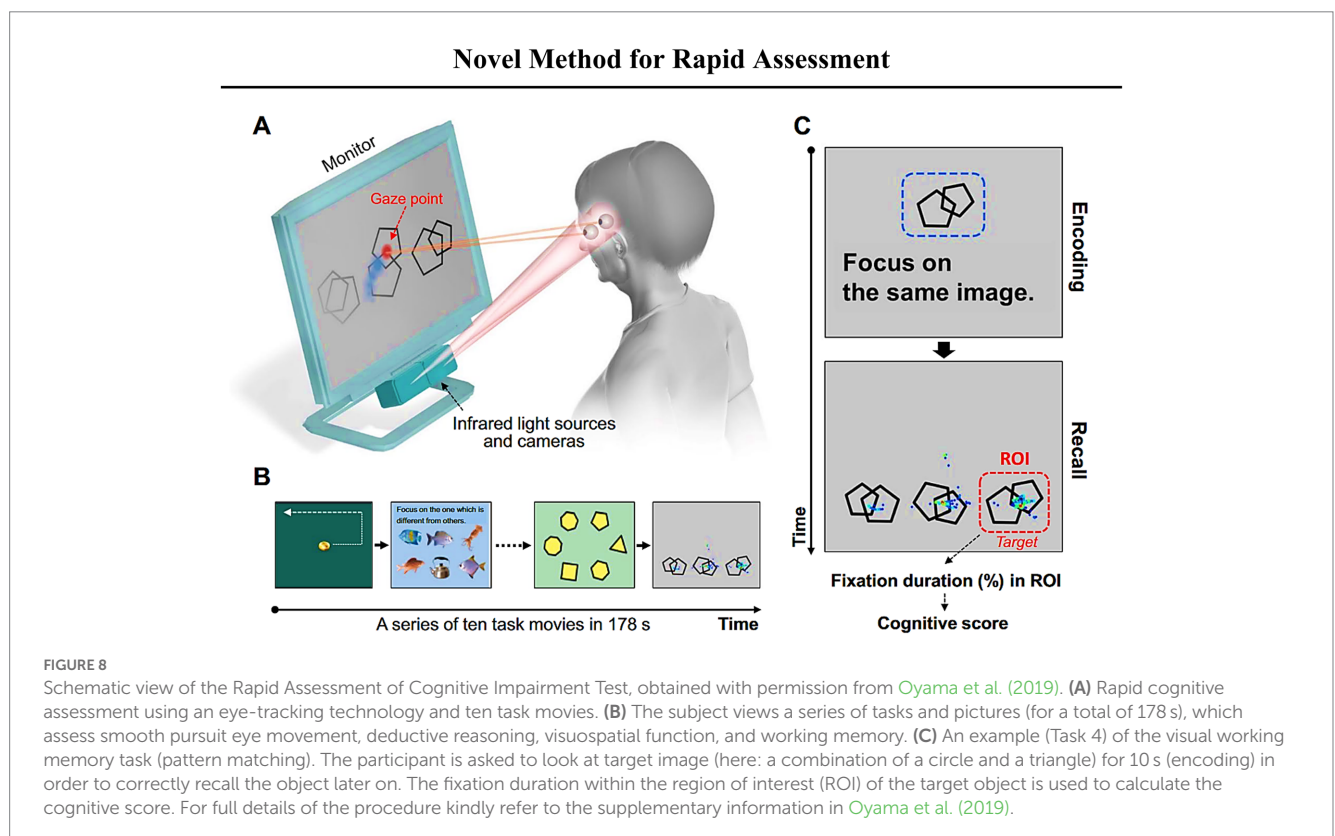 Novel Method for Rapid Assessment
A
Monitor
Gaze point
Infrared light sources
and cameras
B
Focus on the one which is
different from others.
A series of ten task movies in 178 s
Time
C
Time
Encoding
Focus on
the same image.
Recall
ROI
Target
Fixation duration (%) in ROI
Cognitive score
FIGURE 8
Schematic view of the Rapid Assessment of Cognitive Impairment Test, obtained with permission from Oyama et al. (2019). (A) Rapid cognitive
assessment using an eye-tracking technology and ten task movies. (B) The subject views a series of tasks and pictures (for a total of 178 s), which
assess smooth pursuit eye movement, deductive reasoning, visuospatial function, and working memory. (C) An example (Task 4) of the visual working
memory task (pattern matching). The participant is asked to look at target image (here: a combination of a circle and a triangle) for 10 s (encoding) in
order to correctly recall the object later on. The fixation duration within the region of interest (ROI) of the target object is used to calculate the
cognitive score. For full details of the procedure kindly refer to the supplementary information in Oyama et al. (2019).